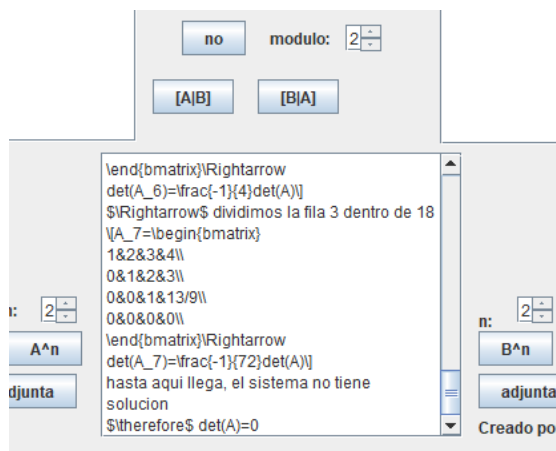 no modulo: 2
[A|B] [B|A]
\end{bmatrix}\Rightarrow
det(A_6)=\frac{-1}{4}det(A)\]
$\Rightarrow$ dividimos la fila 3 dentro de 18
\[A_7=\begin{bmatrix}
1&2&3&4\\
0&1&2&3\\
0&0&1&13/9\\
0&0&0&0\\
\end{bmatrix}\Rightarrow
det(A_7)=\frac{-1}{72}det(A)\]
hasta aqui llega, el sistema no tiene
solucion
$\therefore$ det(A)=0
n: 2
A^n
djunta
n: 2
B^n
adjunta
Creado po